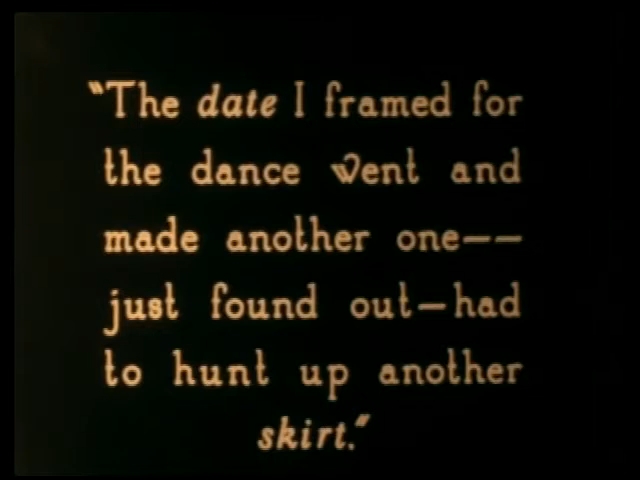 "The date I framed for
the dance went and
made another one——
just found out—had
to hunt up another
skirt."